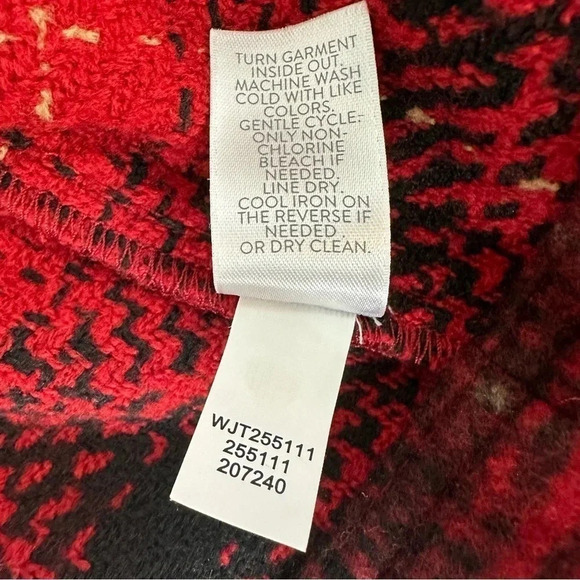 TURN GARMENT
INSIDE OUT.
MACHINE WASH
COLD WITH LIKE
COLORS.
GENTLE CYCLE.
ONLY NON-
CHLORINE
BLEACH IF
NEEDED.
LINE DRY.
COOL IRON ON
THE REVERSE IF
NEEDED.
OR DRY CLEAN.
WJT255111
255111
207240